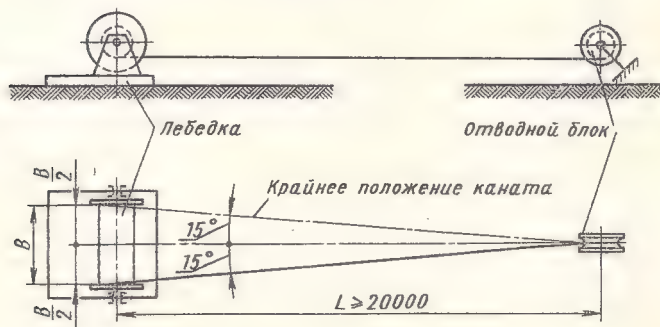 Лебедка
Отводной блок
Крайнее положение каната
B/2
B
B/2
15°
15°
L ≥ 20000